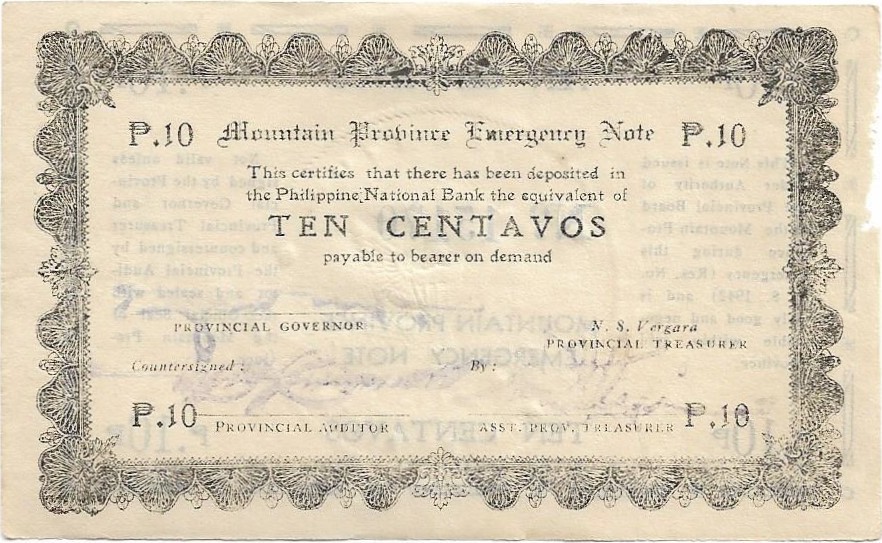 P.10 Mountain Province Emergency Note P.10
This certifies that there has been deposited in
the Philippine National Bank the equivalent of
TEN CENTAVOS
payable to bearer on demand
PROVINCIAL GOVERNOR
N. S. Vergara
PROVINCIAL TREASURER
Countersigned: By:
P.10 PROVINCIAL AUDITOR ASST. PROV. TREASURER P.10